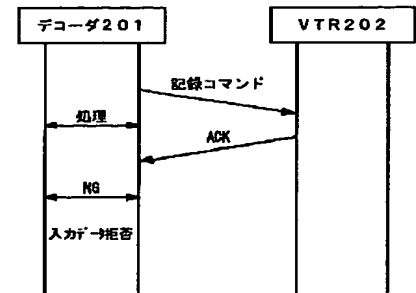 デコーダ201
VTR202
記録コマンド
処理
ACK
NG
入力データ拒否